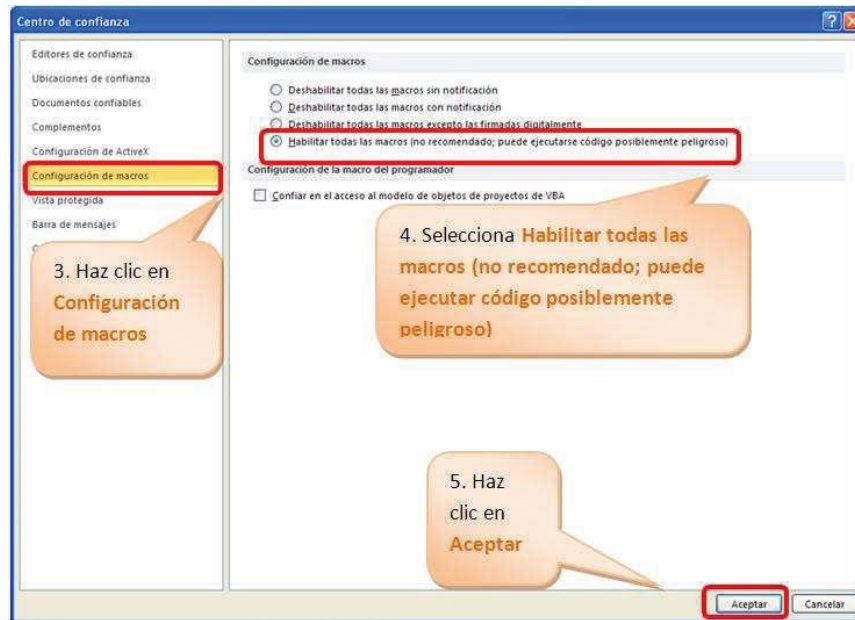 Centro de confianza
Editores de confianza
Ubicaciones de confianza
Documentos confiables
Complementos
Configuración de ActiveX
Configuración de macros
Vista protegida
Barra de mensajes
Configuración de macros
Deshabilitar todas las macros sin notificación
Deshabilitar todas las macros con notificación
Deshabilitar todas las macros excepto las firmadas digitalmente
Habilitar todas las macros (no recomendado; puede ejecutarse código posiblemente peligroso)
Configuración de la macro del programador
Confiar en el acceso al modelo de objetos de proyectos de VBA
3. Haz clic en
Configuración
de macros
4. Selecciona Habilitar todas las
macros (no recomendado; puede
ejecutar código posiblemente
peligroso)
5. Haz
clic en
Aceptar
Aceptar
Cancelar